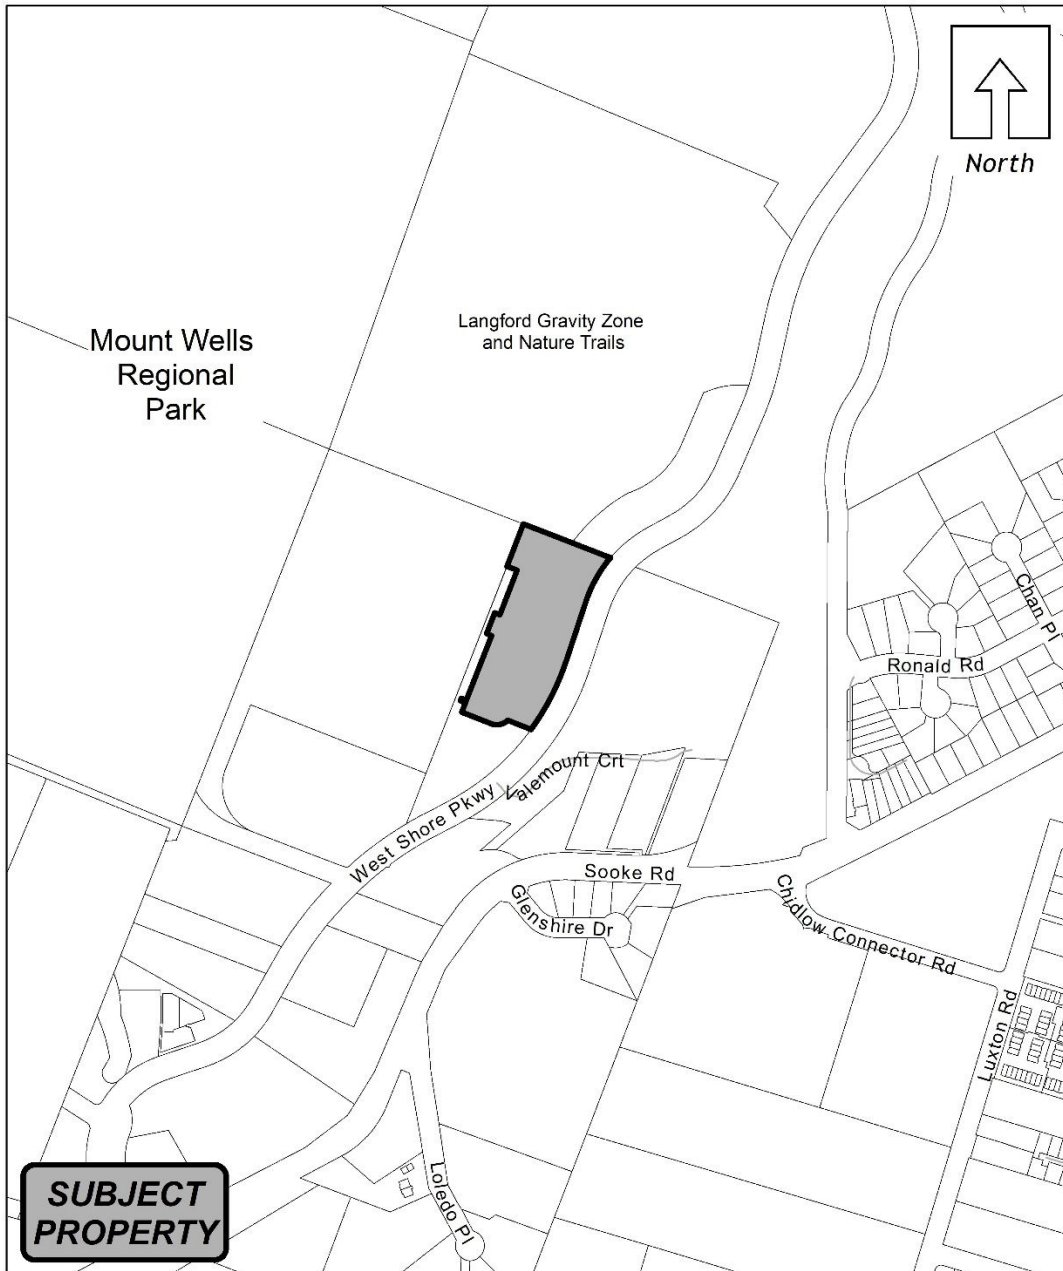 North
Langford Gravity Zone
and Nature Trails
Mount Wells
Regional
Park
Chan Pl
Ronald Rd
Valemount Crt
West Shore Pkwy
Sooke Rd
Glenshire Dr
Chidlow Connector Rd
Luxton Rd
Loledo Pl
SUBJECT
PROPERTY